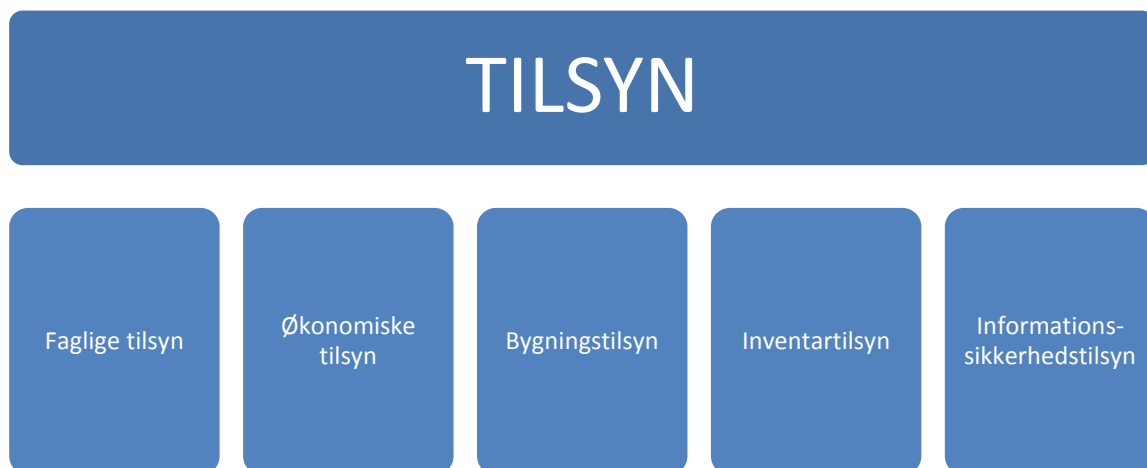 TILSYN
Faglige tilsyn
Økonomiske
tilsyn
Bygningstilsyn
Inventartilsyn
Informations-
sikkerhedstilsyn